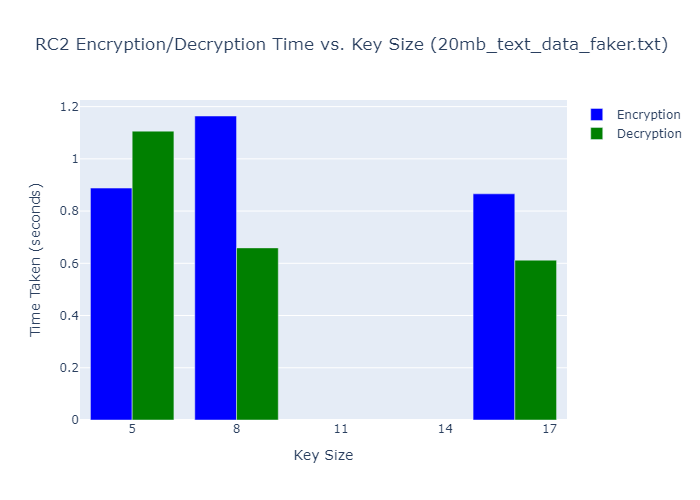 RC2 Encryption/Decryption Time vs. Key Size (20mb_text_data_faker.txt)
Encryption
Decryption
1.2
1
0.8
0.6
0.4
0.2
0
Time Taken (seconds)
5 8 11 14 17
Key Size